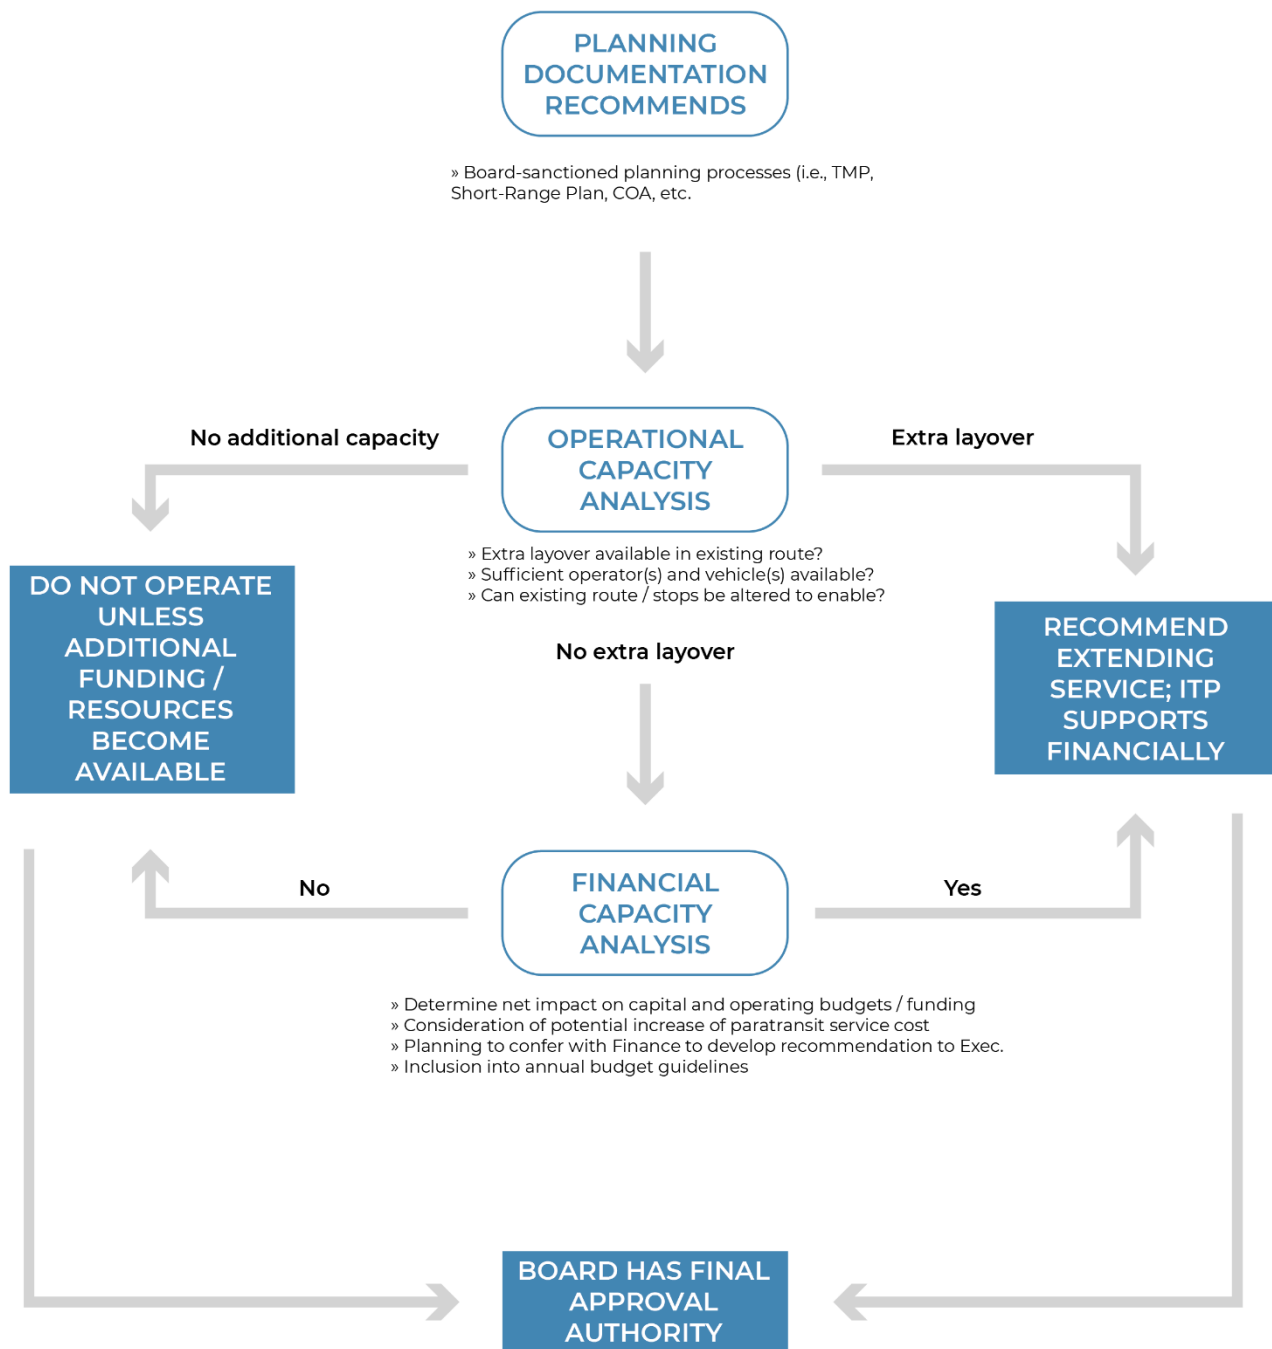 PLANNING
DOCUMENTATION
RECOMMENDS
» Board-sanctioned planning processes (i.e., TMP,
Short-Range Plan, COA, etc.
No additional capacity
OPERATIONAL
CAPACITY
ANALYSIS
Extra layover
» Extra layover available in existing route?
» Sufficient operator(s) and vehicle(s) available?
» Can existing route / stops be altered to enable?
DO NOT OPERATE
UNLESS
ADDITIONAL
FUNDING /
RESOURCES
BECOME
AVAILABLE
No extra layover
RECOMMEND
EXTENDING
SERVICE; ITP
SUPPORTS
FINANCIALLY
No
FINANCIAL
CAPACITY
ANALYSIS
Yes
» Determine net impact on capital and operating budgets / funding
» Consideration of potential increase of paratransit service cost
» Planning to confer with Finance to develop recommendation to Exec.
» Inclusion into annual budget guidelines
BOARD HAS FINAL
APPROVAL
AUTHORITY